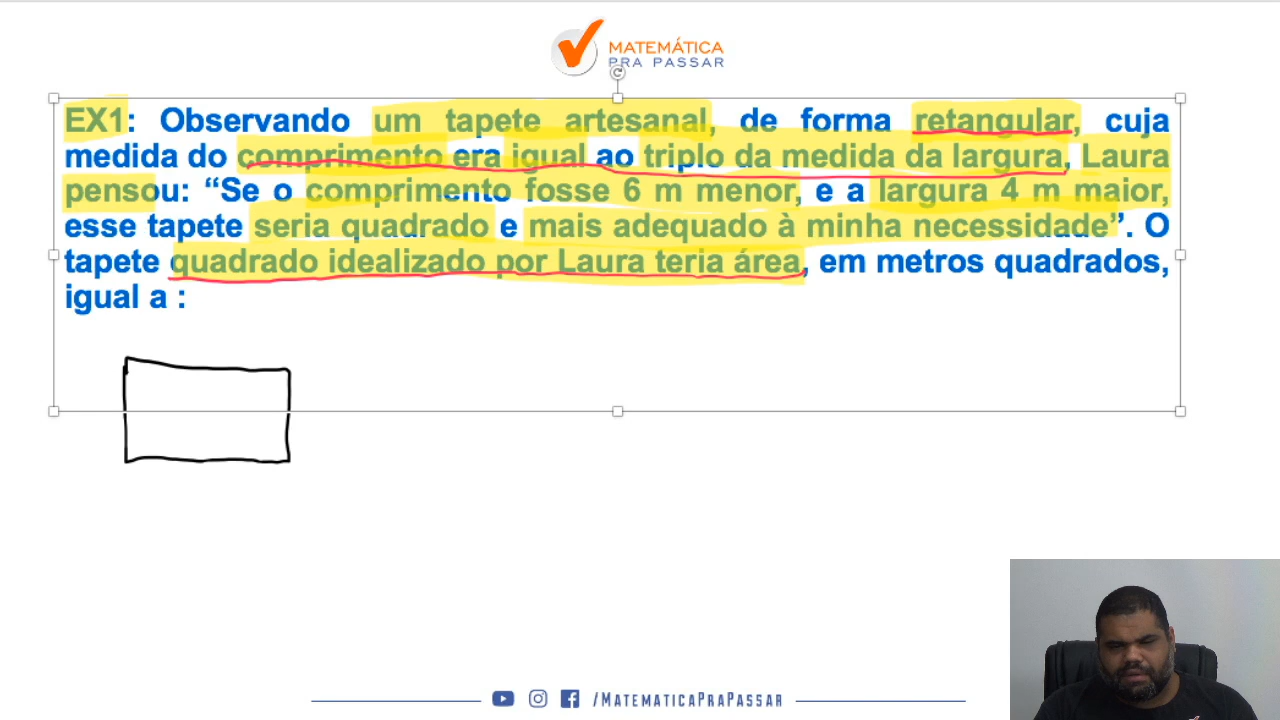 MATEMÁTICA
PRA PASSAR
EX1: Observando um tapete artesanal, de forma retangular, cuja
medida do comprimento era igual ao triplo da medida da largura, Laura
pensou: “Se o comprimento fosse 6 m menor, e a largura 4 m maior,
esse tapete seria quadrado e mais adequado à minha necessidade”. O
tapete quadrado idealizado por Laura teria área, em metros quadrados,
igual a :
/MATEMATICAPRAPASSAR